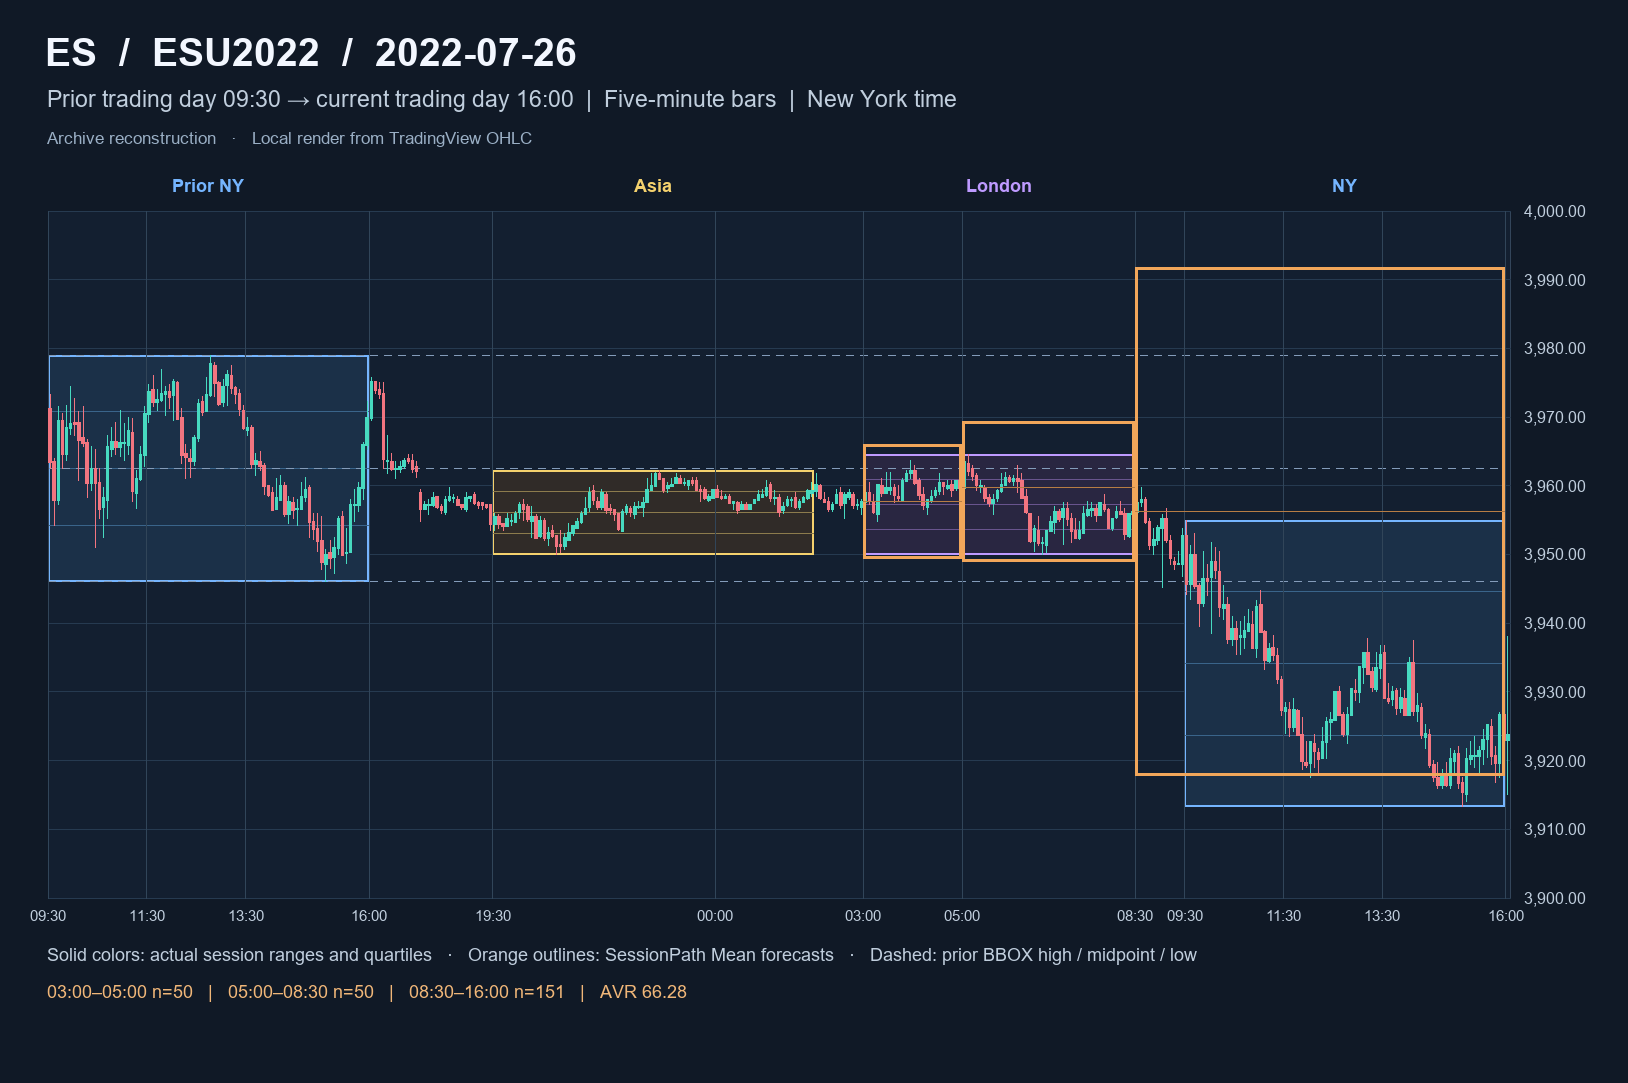 ES / ESU2022 / 2022-07-26
Prior trading day 09:30 → current trading day 16:00 | Five-minute bars | New York time
Archive reconstruction · Local render from TradingView OHLC
Prior NY Asia London NY
4,000.00
3,990.00
3,980.00
3,970.00
3,960.00
3,950.00
3,940.00
3,930.00
3,920.00
3,910.00
3,900.00
09:30 11:30 13:30 16:00 19:30 00:00 03:00 05:00 08:30 09:30 11:30 13:30 16:00
Solid colors: actual session ranges and quartiles · Orange outlines: SessionPath Mean forecasts · Dashed: prior BBOX high / midpoint / low
03:00–05:00 n=50 | 05:00–08:30 n=50 | 08:30–16:00 n=151 | AVR 66.28